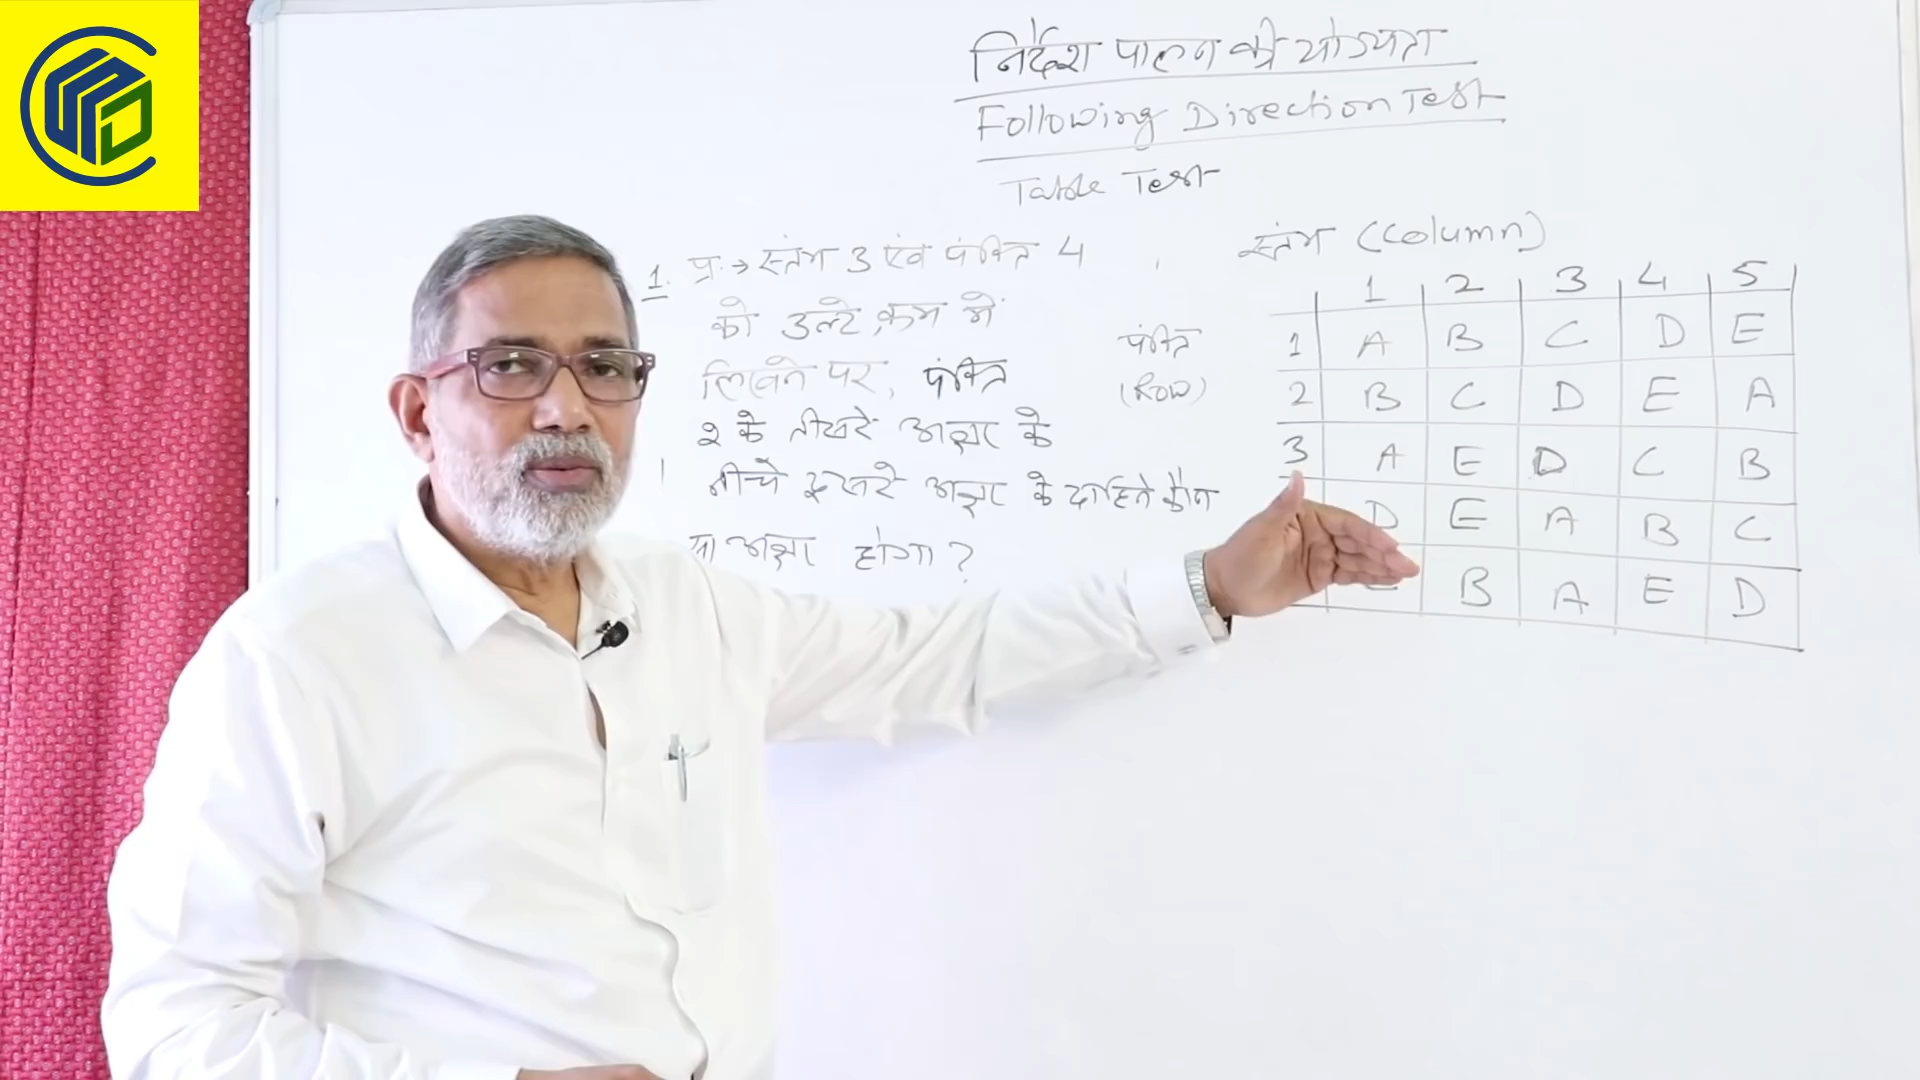 निर्देश पालन की योग्यता
Following Direction Test
Table Test
1. प्र.→ स्तंभ 3 एंव पंक्ति 4
को उल्टे क्रम में
लिखने पर, पंक्ति
2 के तीसरे अक्षर के
नीचे दूसरे अक्षर के दाहिने कौन
सा अक्षर होगा?
स्तंभ (Column)
पंक्ति
(Row)
1 2 3 4 5
1 A B C D E
2 B C D E A
3 A E D C B
D E A B C
B A E D